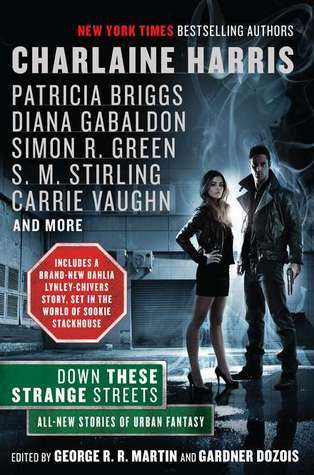 NEW YORK TIMES BESTSELLING AUTHORS
CHARLAINE HARRIS
PATRICIA BRIGGS
DIANA GABALDON
SIMON R. GREEN
S. M. STIRLING
CARRIE VAUGHN
AND MORE
INCLUDES A
BRAND-NEW DAHLIA
LYNLEY-CHIVERS
STORY, SET IN THE
WORLD OF SOOKIE
STACKHOUSE
DOWN THESE
STRANGE STREETS
ALL-NEW STORIES OF URBAN FANTASY
EDITED BY GEORGE R. R. MARTIN AND GARDNER DOZOIS